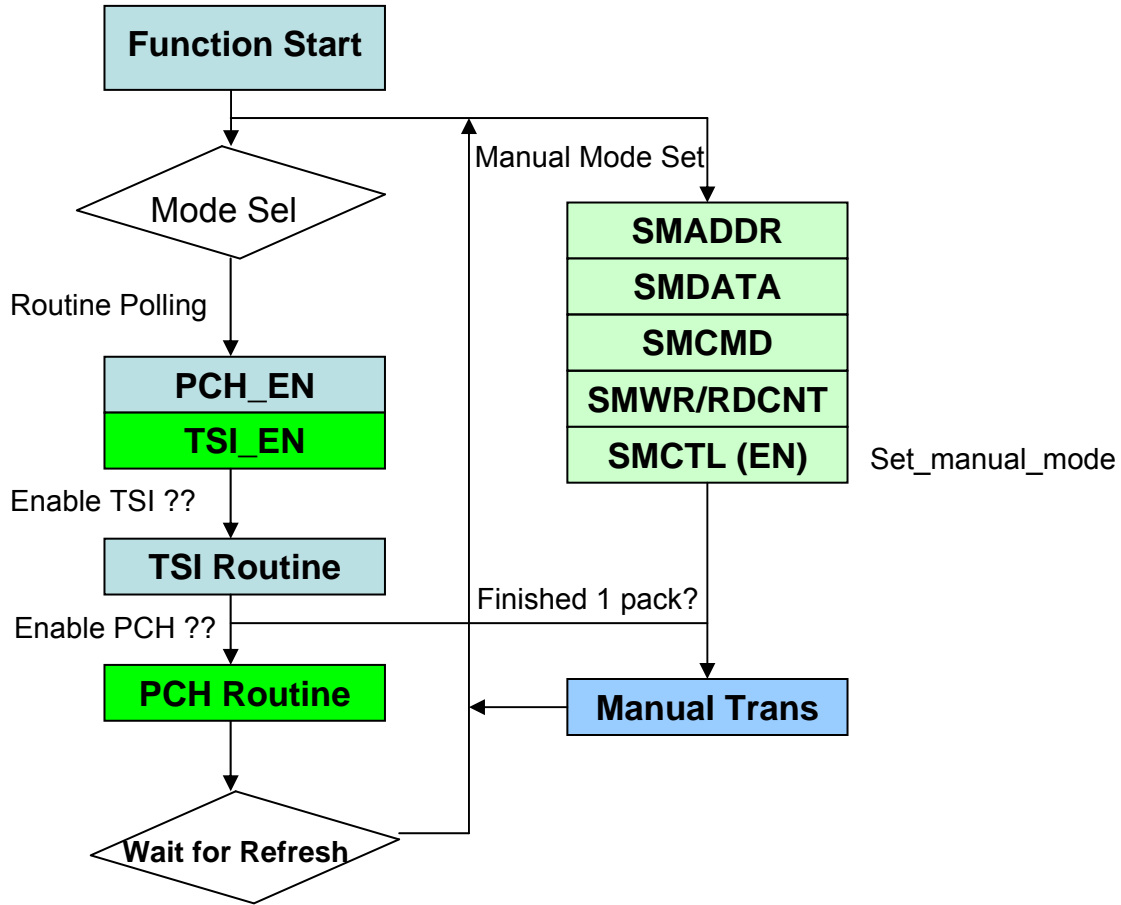 Function Start
Manual Mode Set
Mode Sel
SMADDR
SMDATA
Routine Polling
SMCMD
PCH_EN
SMWR/RDCNT
TSI_EN
SMCTL (EN)
Set_manual_mode
Enable TSI ??
TSI Routine
Finished 1 pack?
Enable PCH ??
PCH Routine
Manual Trans
Wait for Refresh